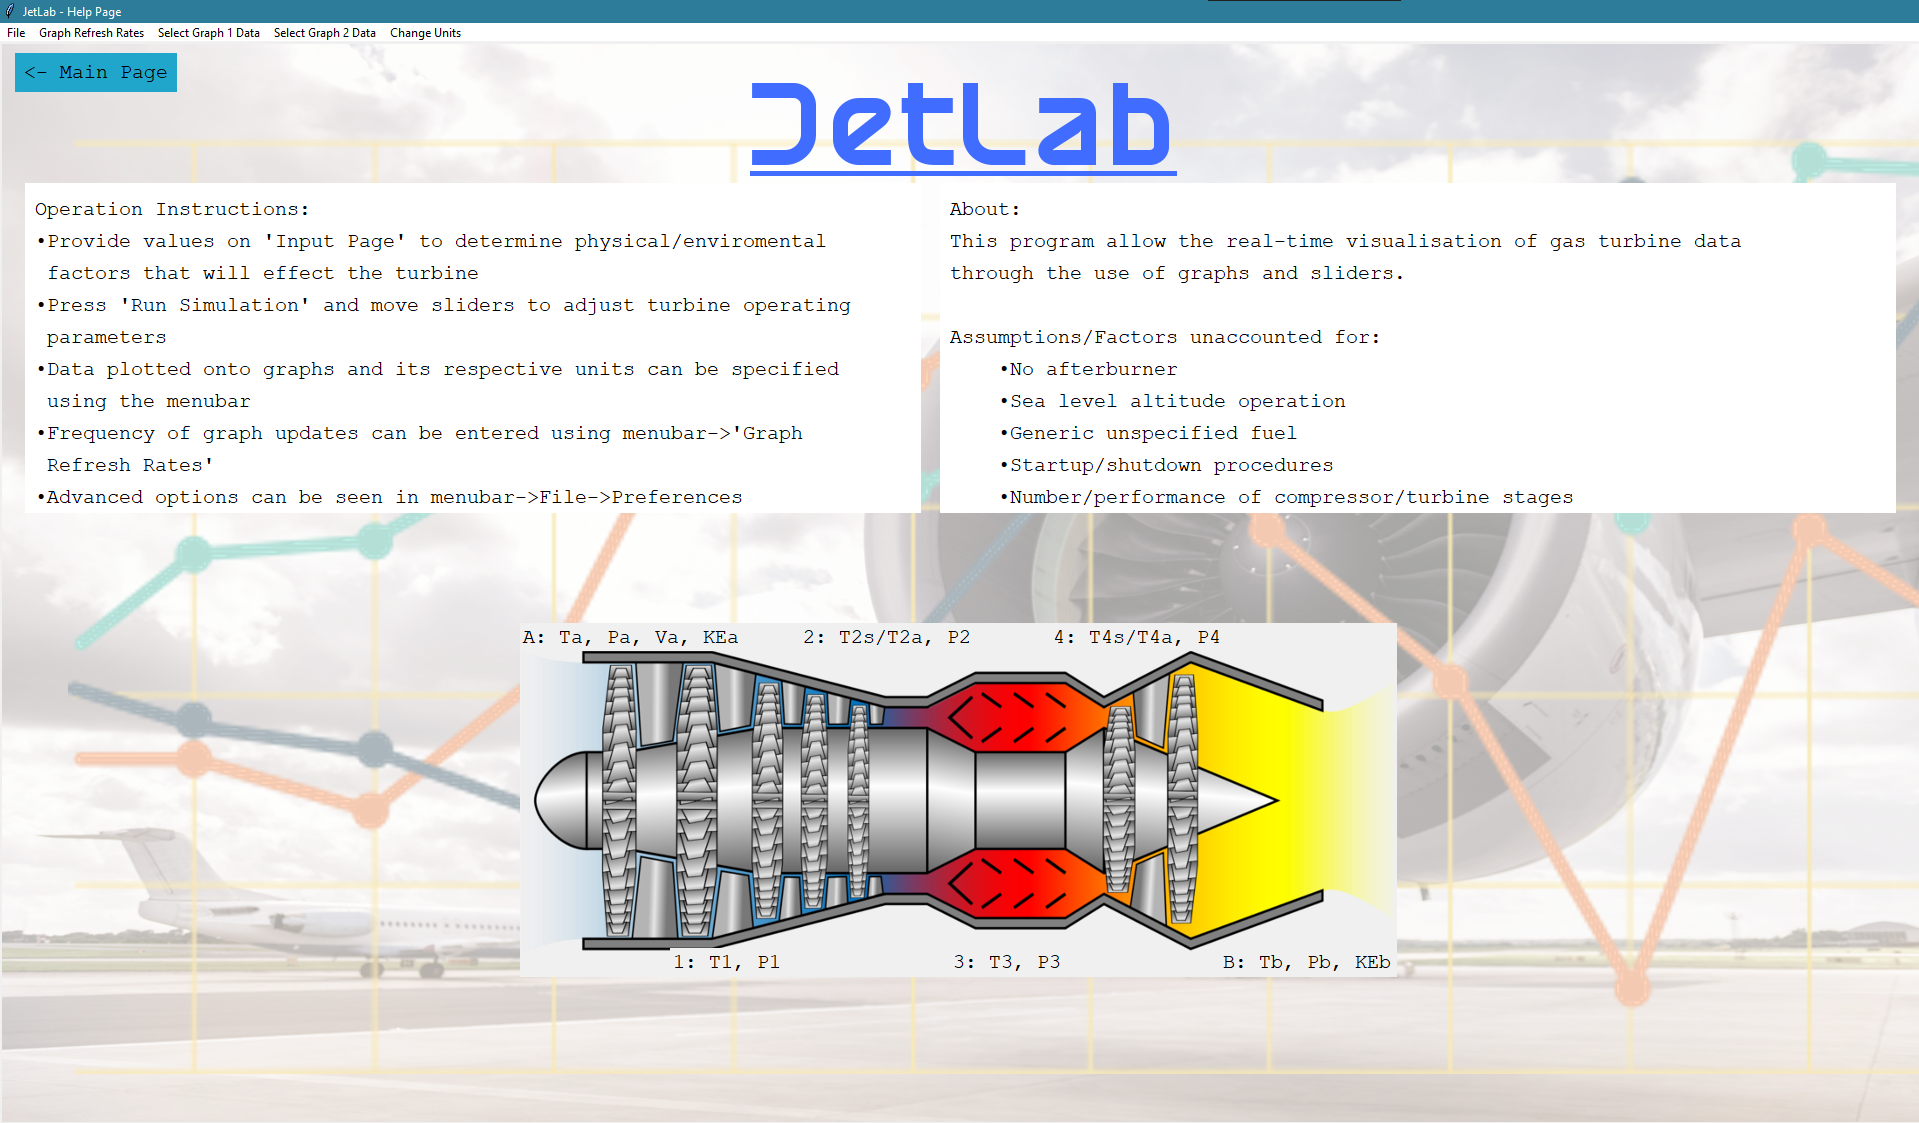 JetLab - Help Page
File Graph Refresh Rates Select Graph 1 Data Select Graph 2 Data Change Units
<- Main Page
JetLab
Operation Instructions:
•Provide values on 'Input Page' to determine physical/enviromental
factors that will effect the turbine
•Press 'Run Simulation' and move sliders to adjust turbine operating
parameters
•Data plotted onto graphs and its respective units can be specified
using the menubar
•Frequency of graph updates can be entered using menubar->'Graph
Refresh Rates'
•Advanced options can be seen in menubar->File->Preferences
About:
This program allow the real-time visualisation of gas turbine data
through the use of graphs and sliders.
Assumptions/Factors unaccounted for:
•No afterburner
•Sea level altitude operation
•Generic unspecified fuel
•Startup/shutdown procedures
•Number/performance of compressor/turbine stages
A: Ta, Pa, Va, KEa 2: T2s/T2a, P2 4: T4s/T4a, P4
1: T1, P1 3: T3, P3 B: Tb, Pb, KEb